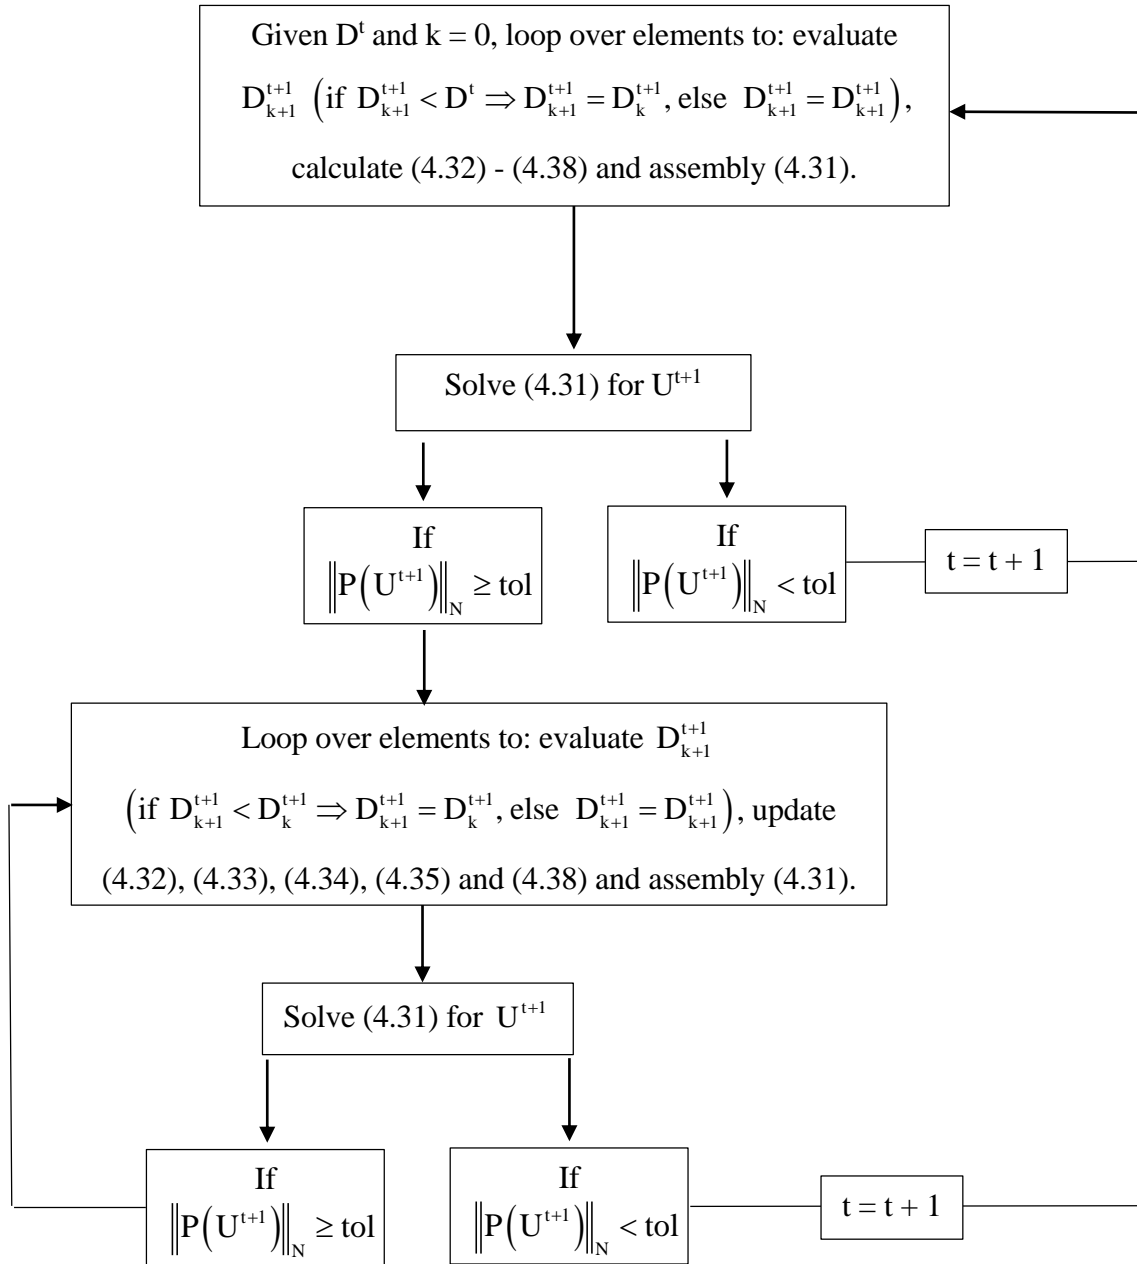 Given Dᵗ and k = 0, loop over elements to: evaluate
D_{k+1}^{t+1} (if D_{k+1}^{t+1} < D^t ⇒ D_{k+1}^{t+1} = D_k^{t+1}, else D_{k+1}^{t+1} = D_{k+1}^{t+1}),
calculate (4.32) - (4.38) and assembly (4.31).
Solve (4.31) for U^{t+1}
If
‖P(U^{t+1})‖_N ≥ tol
If
‖P(U^{t+1})‖_N < tol
t = t + 1
Loop over elements to: evaluate D_{k+1}^{t+1}
(if D_{k+1}^{t+1} < D_k^{t+1} ⇒ D_{k+1}^{t+1} = D_k^{t+1}, else D_{k+1}^{t+1} = D_{k+1}^{t+1}), update
(4.32), (4.33), (4.34), (4.35) and (4.38) and assembly (4.31).
Solve (4.31) for U^{t+1}
If
‖P(U^{t+1})‖_N ≥ tol
If
‖P(U^{t+1})‖_N < tol
t = t + 1